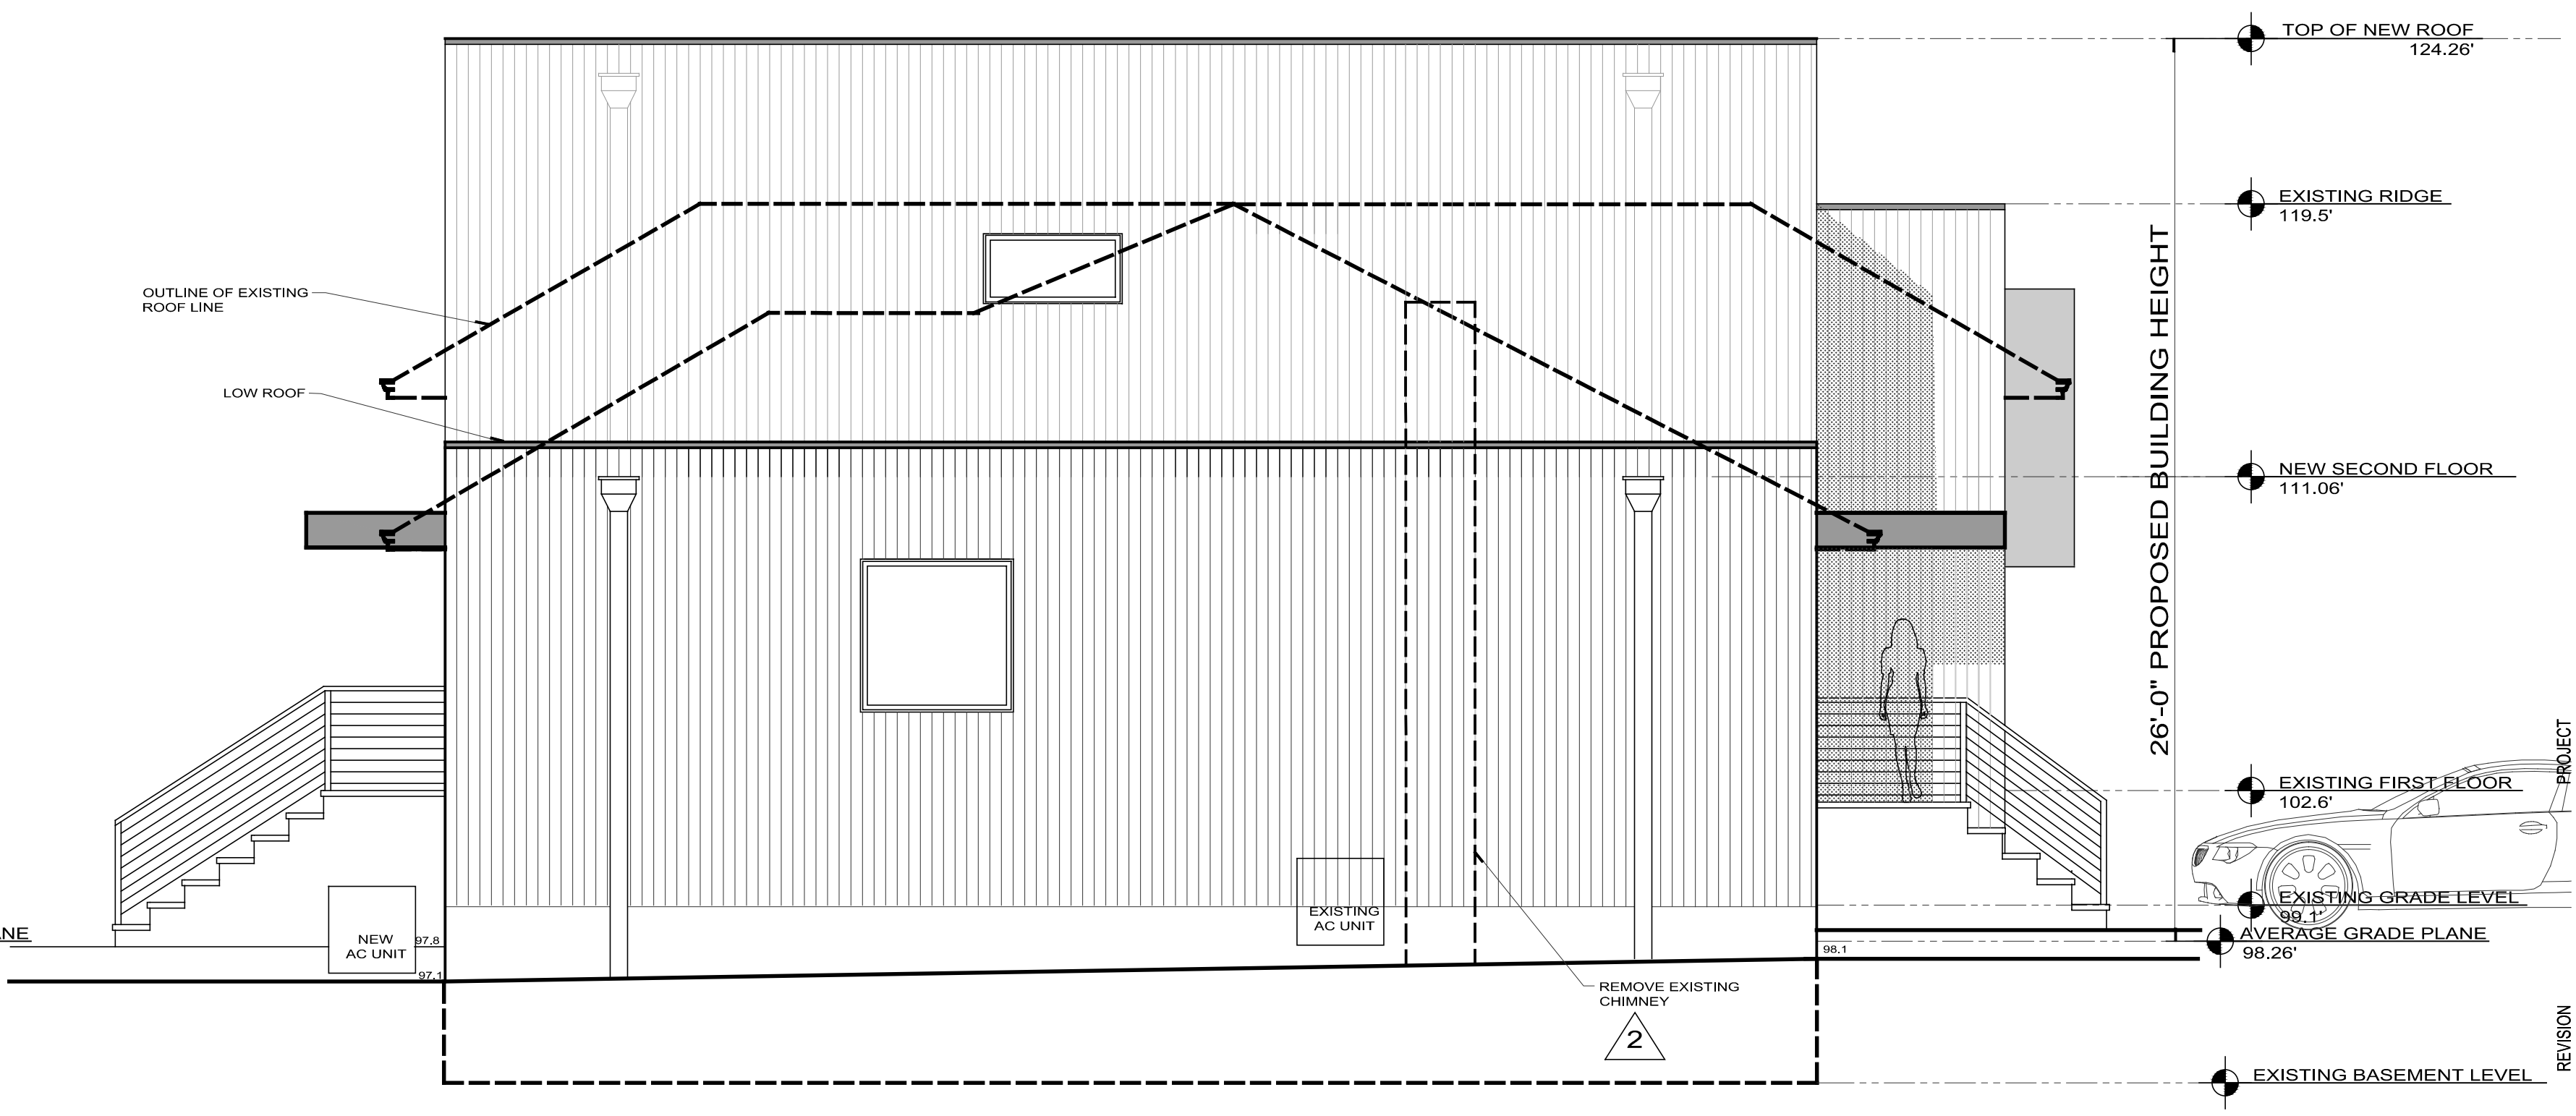 TOP OF NEW ROOF
124.26'
EXISTING RIDGE
119.5'
OUTLINE OF EXISTING
ROOF LINE
LOW ROOF
NEW SECOND FLOOR
111.06'
26'-0" PROPOSED BUILDING HEIGHT
PROJECT
EXISTING FIRST FLOOR
102.6'
EXISTING GRADE LEVEL
99.1'
EXISTING
AC UNIT
NEW
AC UNIT
97.8
97.1
98.1
AVERAGE GRADE PLANE
98.26'
REMOVE EXISTING
CHIMNEY
2
REVISION
EXISTING BASEMENT LEVEL